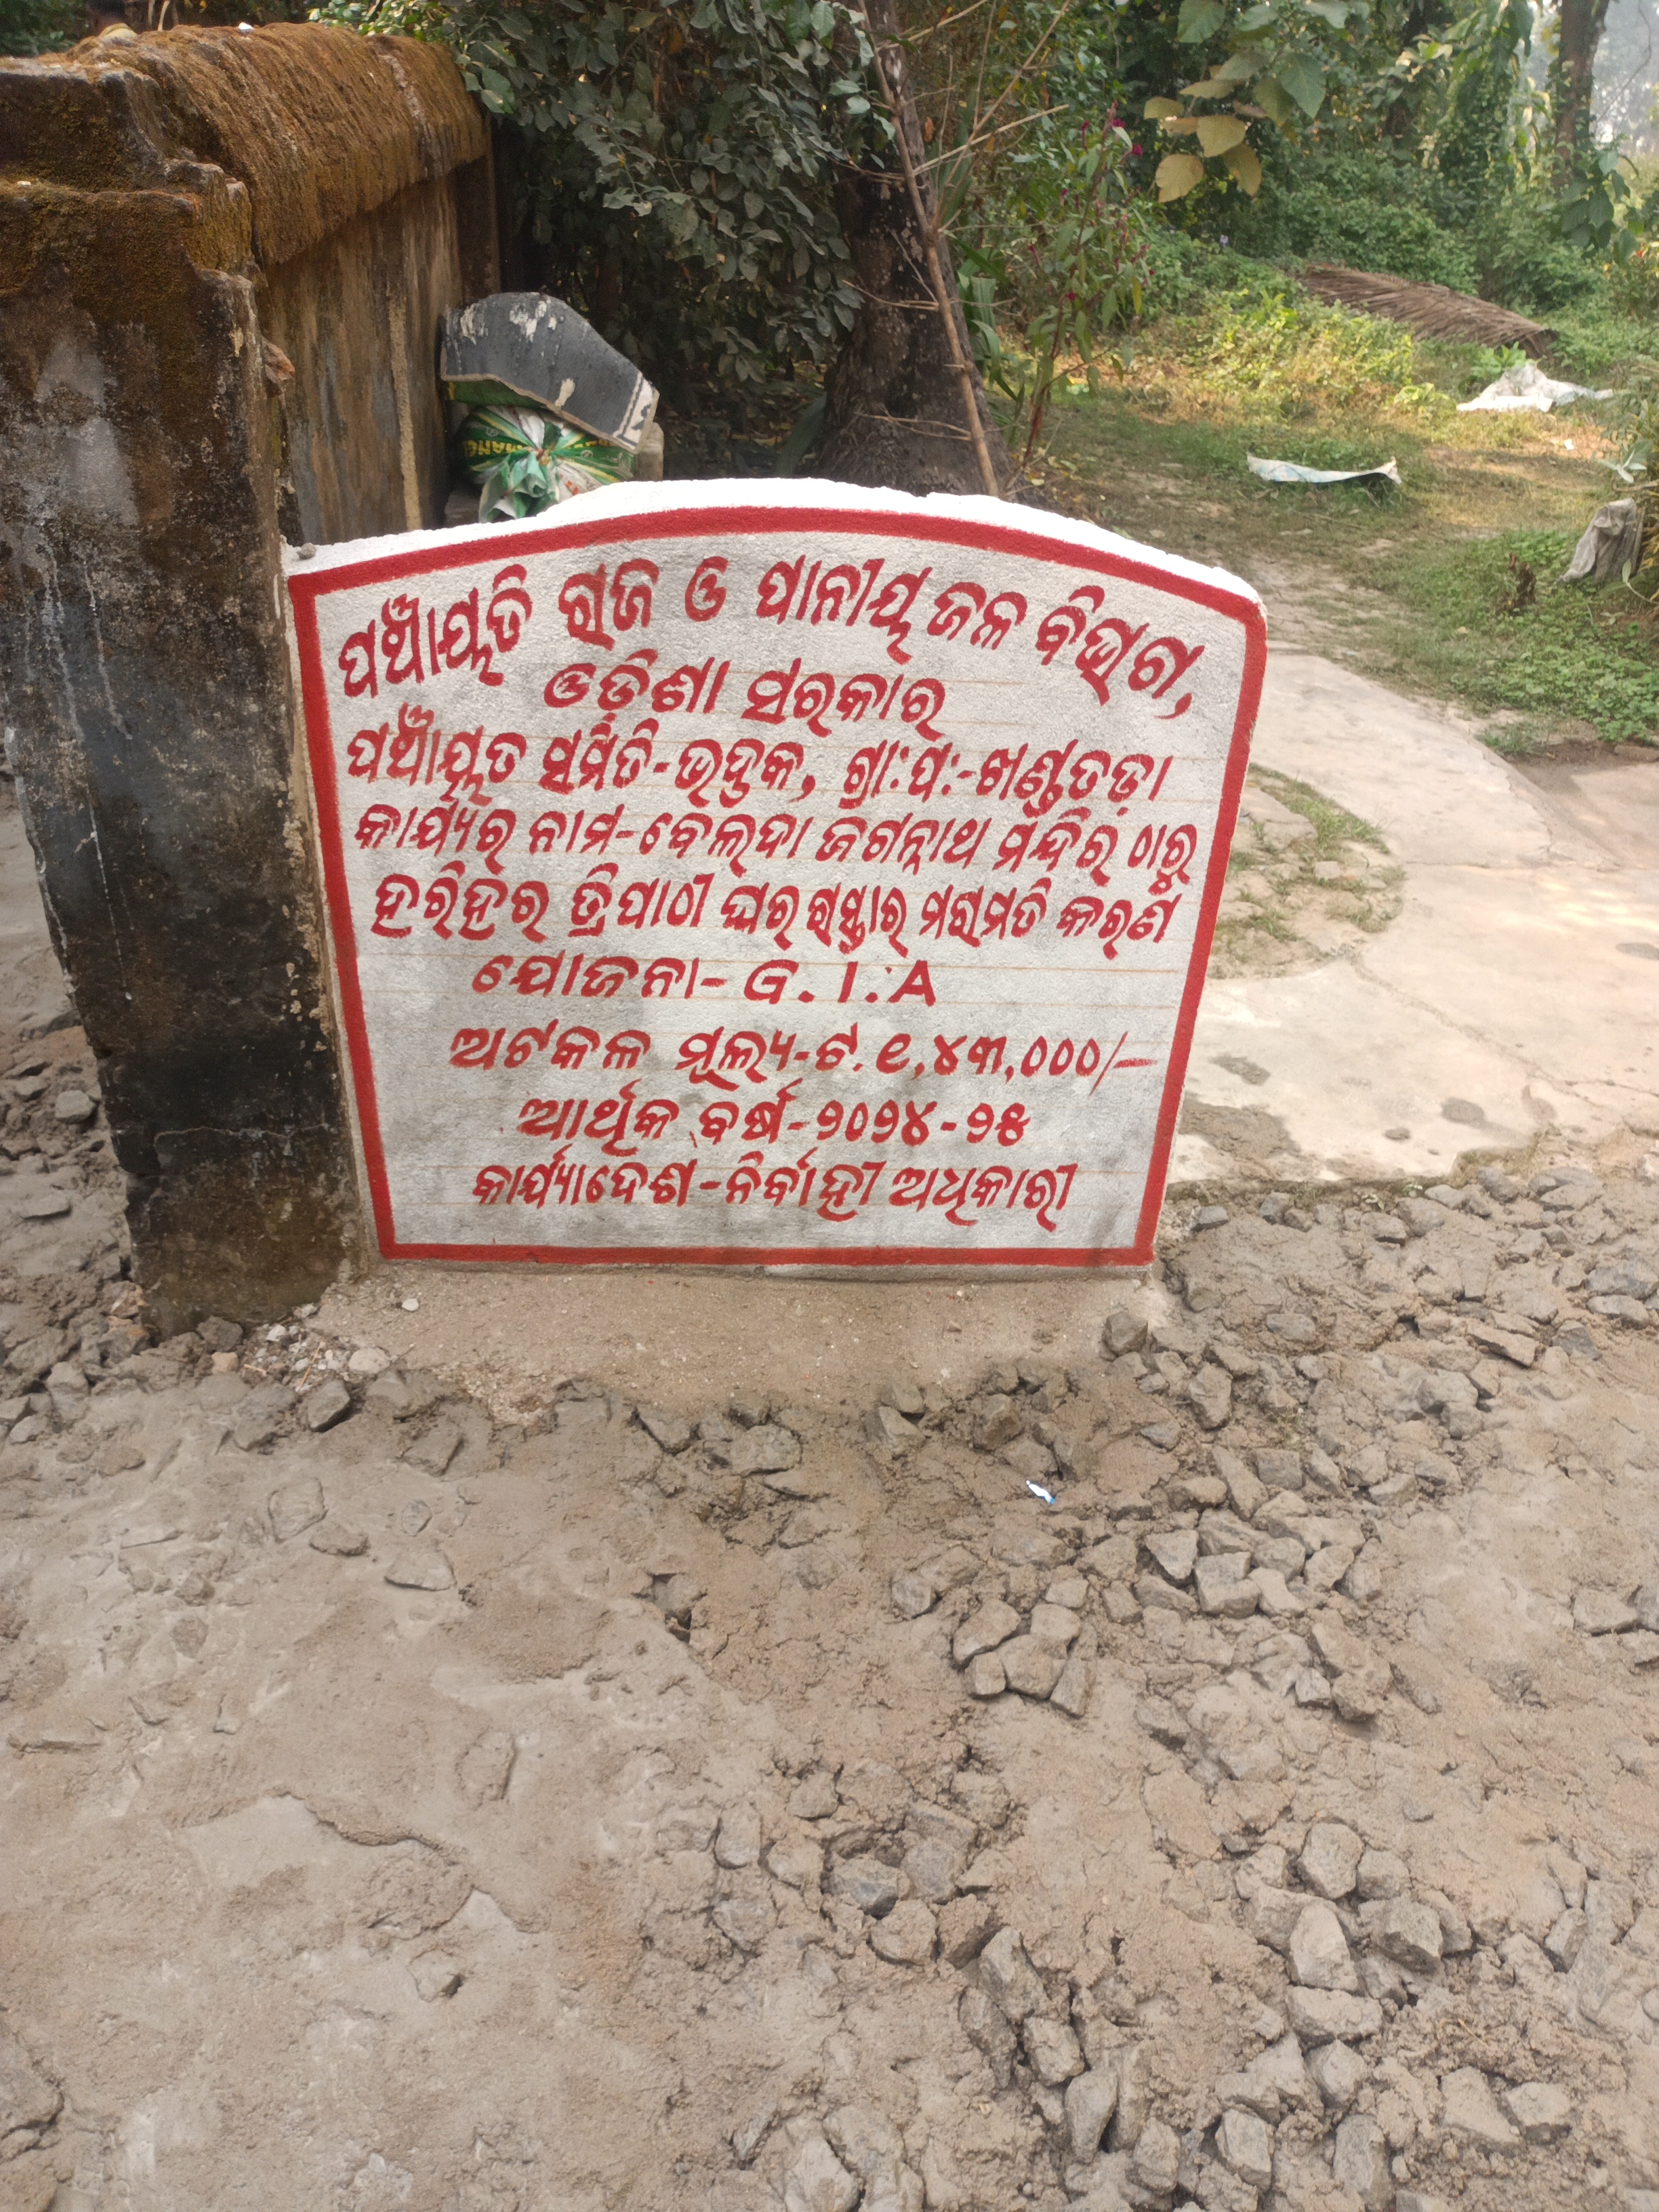 ପଞ୍ଚାୟତି ରାଜ ଓ ପାନୀୟ ଜଳ ବିଭାଗ,
ଓଡ଼ିଶା ସରକାର
ପଞ୍ଚାୟତ ସମିତି-ଭଦ୍ରକ, ଗ୍ରା:ପ:-ଖଣ୍ଡତଡ଼ା
କାର୍ଯ୍ୟର ନାମ-ବେଲଦା ଜଗନ୍ନାଥ ମନ୍ଦିର ଠାରୁ
ହରିହର ତ୍ରିପାଠୀ ଘର ରାସ୍ତାର ମରାମତି କରଣ
ଯୋଜନା- G.I.A
ଅଟକଳ ମୂଲ୍ୟ-ଟ.୧,୪୩,୦୦୦/-
ଆର୍ଥିକ ବର୍ଷ-୨୦୨୪-୨୫
କାର୍ଯ୍ୟାଦେଶ-ନିର୍ବାହୀ ଅଧିକାରୀ